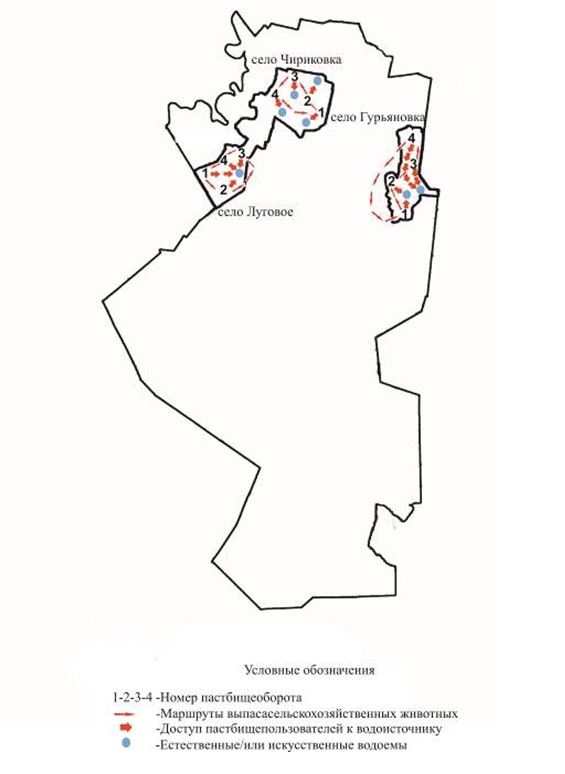 село Чириковка
3
4
2
1
село Гурьяновка
4
3
2
1
3
4
1
2
село Луговое
Условные обозначения
1-2-3-4 -Номер пастбищеоборота
-Маршруты выпасасельскохозяйственных животных
-Доступ пастбищепользователей к водоисточнику
-Естественные/или искусственные водоемы